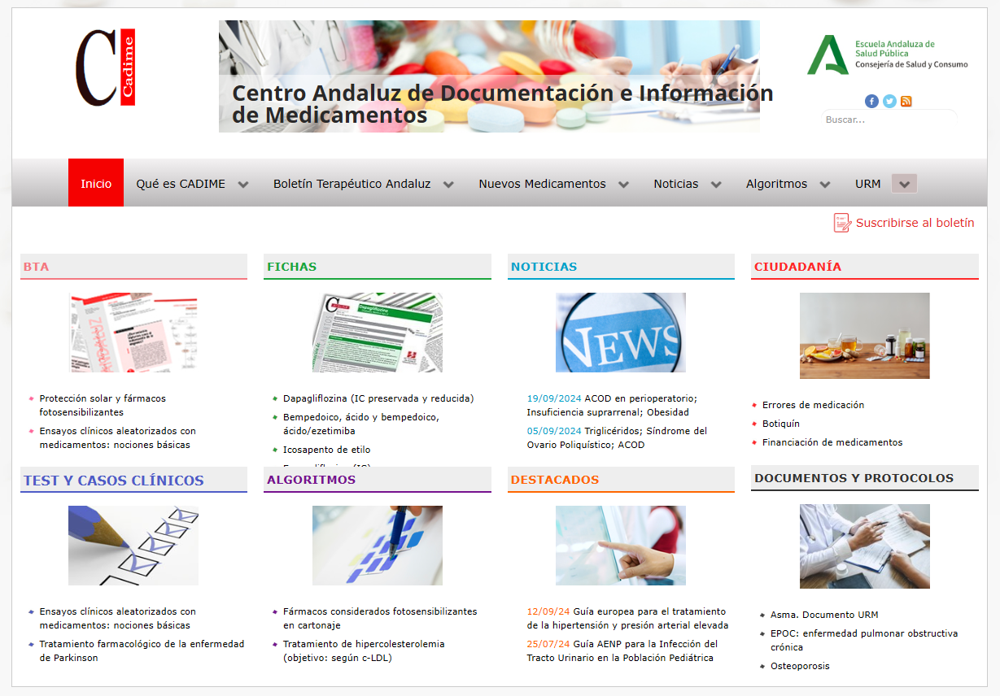 Cadime
Centro Andaluz de Documentación e Información
de Medicamentos
Escuela Andaluza de
Salud Pública
Consejería de Salud y Consumo
Buscar...
Inicio
Qué es CADIME
Boletín Terapéutico Andaluz
Nuevos Medicamentos
Noticias
Algoritmos
URM
Suscribirse al boletín
BTA
Protección solar y fármacos
fotosensibilizantes
Ensayos clínicos aleatorizados con
medicamentos: nociones básicas
FICHAS
Dapagliflozina
Dapagliflozina (IC preservada y reducida)
Bempedoico, ácido y bempedoico,
ácido/ezetimiba
Icosapento de etilo
NOTICIAS
NEWS
19/09/2024 ACOD en perioperatorio;
Insuficiencia suprarrenal; Obesidad
05/09/2024 Triglicéridos; Síndrome del
Ovario Poliquístico; ACOD
CIUDADANÍA
Errores de medicación
Botiquín
Financiación de medicamentos
TEST Y CASOS CLÍNICOS
Ensayos clínicos aleatorizados con
medicamentos: nociones básicas
Tratamiento farmacológico de la enfermedad
de Parkinson
ALGORITMOS
Fármacos considerados fotosensibilizantes
en cartonaje
Tratamiento de hipercolesterolemia
(objetivo: según c-LDL)
DESTACADOS
12/09/24 Guía europea para el tratamiento
de la hipertensión y presión arterial elevada
25/07/24 Guía AENP para la Infección del
Tracto Urinario en la Población Pediátrica
DOCUMENTOS Y PROTOCOLOS
Asma. Documento URM
EPOC: enfermedad pulmonar obstructiva
crónica
Osteoporosis